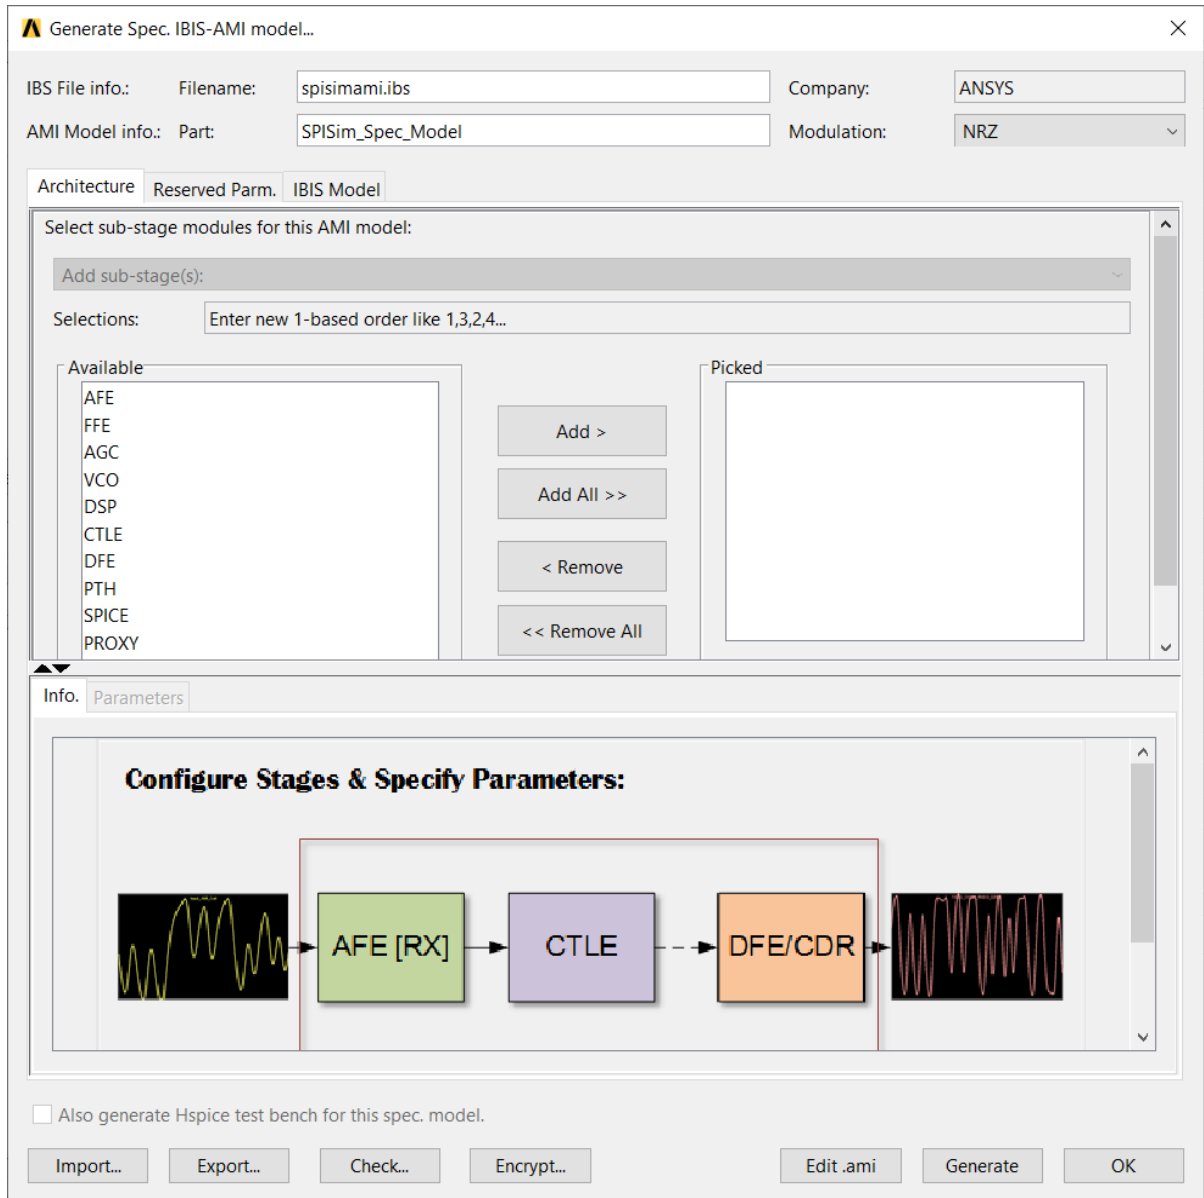 Generate Spec. IBIS-AMI model...
IBS File info.: Filename: spisimami.ibs Company: ANSYS
AMI Model info.: Part: SPISim_Spec_Model Modulation: NRZ
Architecture Reserved Parm. IBIS Model
Select sub-stage modules for this AMI model:
Add sub-stage(s):
Selections: Enter new 1-based order like 1,3,2,4...
Available Picked
AFE
FFE
AGC
VCO
DSP
CTLE
DFE
PTH
SPICE
PROXY
Add >
Add All >>
< Remove
<< Remove All
Info. Parameters
Configure Stages & Specify Parameters:
AFE [RX] CTLE DFE/CDR
Also generate Hspice test bench for this spec. model.
Import... Export... Check... Encrypt... Edit .ami Generate OK